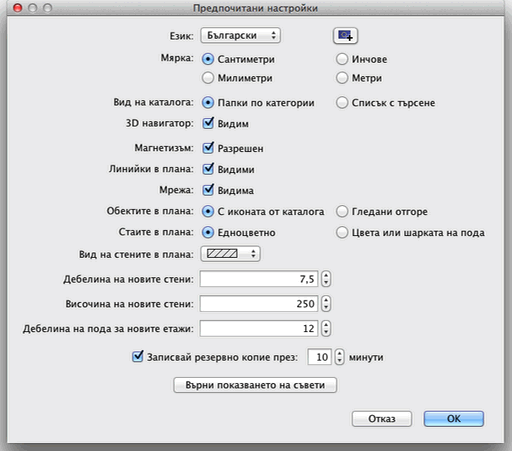 Предпочитани настройки
Език: Български
Мярка: Сантиметри Инчове
Милиметри Метри
Вид на каталога: Папки по категории Списък с търсене
3D навигатор: Видим
Магнетизъм: Разрешен
Линийки в плана: Видими
Мрежа: Видима
Обектите в плана: С иконата от каталога Гледани отгоре
Стаите в плана: Едноцветно Цвета или шарката на пода
Вид на стените в плана:
Дебелина на новите стени: 7,5
Височина на новите стени: 250
Дебелина на пода за новите етажи: 12
Записвай резервно копие през: 10 минути
Върни показването на съвети
Отказ OK